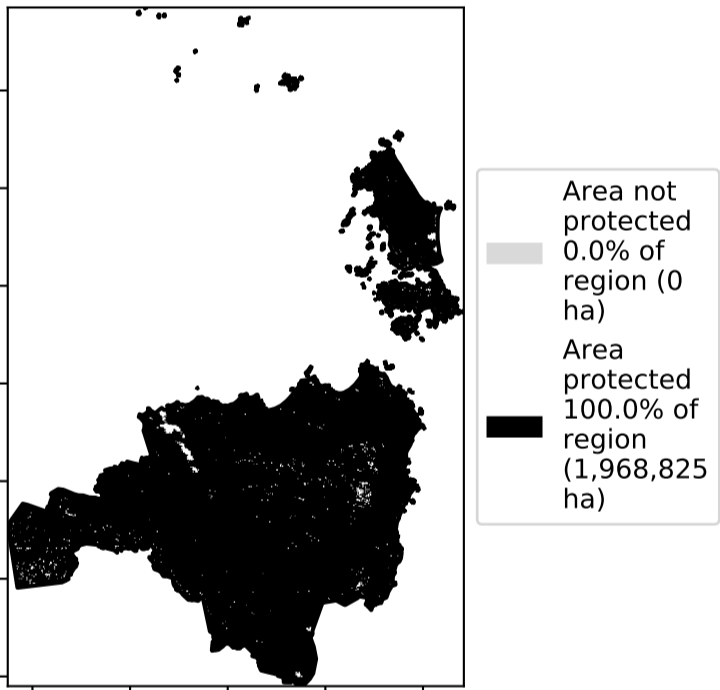 Area not
protected
0.0% of
region (0
ha)
Area
protected
100.0% of
region
(1,968,825
ha)